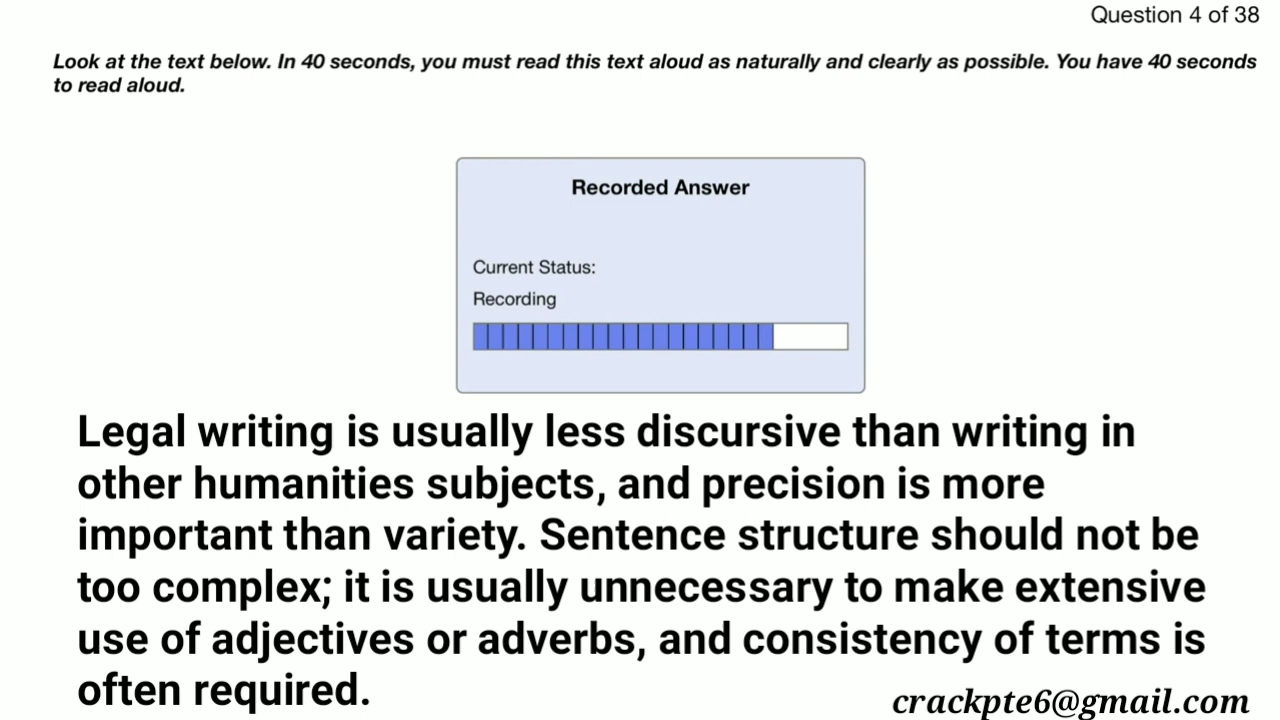 Question 4 of 38
Look at the text below. In 40 seconds, you must read this text aloud as naturally and clearly as possible. You have 40 seconds
to read aloud.
Recorded Answer
Current Status:
Recording
Legal writing is usually less discursive than writing in
other humanities subjects, and precision is more
important than variety. Sentence structure should not be
too complex; it is usually unnecessary to make extensive
use of adjectives or adverbs, and consistency of terms is
often required.
crackpte6@gmail.com